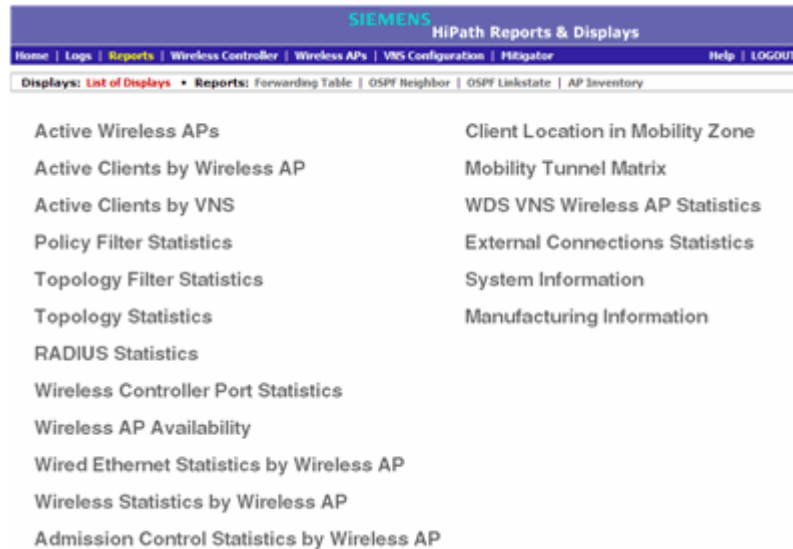 SIEMENS
HiPath Reports & Displays
Home | Logs | Reports | Wireless Controller | Wireless APs | VNS Configuration | Mitigator Help | LOGOUT
Displays: List of Displays • Reports: Forwarding Table | OSPF Neighbor | OSPF Linkstate | AP Inventory
Active Wireless APs
Active Clients by Wireless AP
Active Clients by VNS
Policy Filter Statistics
Topology Filter Statistics
Topology Statistics
RADIUS Statistics
Wireless Controller Port Statistics
Wireless AP Availability
Wired Ethernet Statistics by Wireless AP
Wireless Statistics by Wireless AP
Admission Control Statistics by Wireless AP
Client Location in Mobility Zone
Mobility Tunnel Matrix
WDS VNS Wireless AP Statistics
External Connections Statistics
System Information
Manufacturing Information